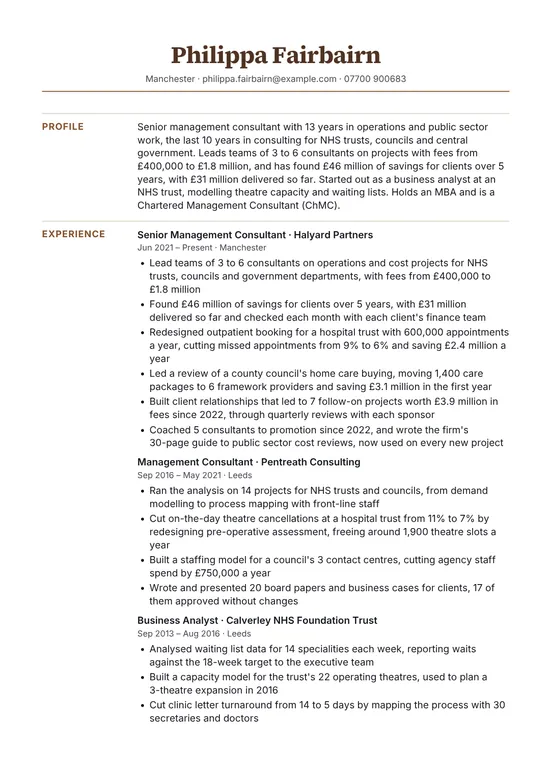 Philippa Fairbairn
Manchester · philippa.fairbairn@example.com · 07700 900683
PROFILE
Senior management consultant with 13 years in operations and public sector
work, the last 10 years in consulting for NHS trusts, councils and central
government. Leads teams of 3 to 6 consultants on projects with fees from
£400,000 to £1.8 million, and has found £46 million of savings for clients over 5
years, with £31 million delivered so far. Started out as a business analyst at an
NHS trust, modelling theatre capacity and waiting lists. Holds an MBA and is a
Chartered Management Consultant (ChMC).
EXPERIENCE
Senior Management Consultant · Halyard Partners
Jun 2021 – Present · Manchester
• Lead teams of 3 to 6 consultants on operations and cost projects for NHS
trusts, councils and government departments, with fees from £400,000 to
£1.8 million
• Found £46 million of savings for clients over 5 years, with £31 million
delivered so far and checked each month with each client's finance team
• Redesigned outpatient booking for a hospital trust with 600,000 appointments
a year, cutting missed appointments from 9% to 6% and saving £2.4 million a
year
• Led a review of a county council's home care buying, moving 1,400 care
packages to 6 framework providers and saving £3.1 million in the first year
• Built client relationships that led to 7 follow-on projects worth £3.9 million in
fees since 2022, through quarterly reviews with each sponsor
• Coached 5 consultants to promotion since 2022, and wrote the firm's
30-page guide to public sector cost reviews, now used on every new project
Management Consultant · Pentreath Consulting
Sep 2016 – May 2021 · Leeds
• Ran the analysis on 14 projects for NHS trusts and councils, from demand
modelling to process mapping with front-line staff
• Cut on-the-day theatre cancellations at a hospital trust from 11% to 7% by
redesigning pre-operative assessment, freeing around 1,900 theatre slots a
year
• Built a staffing model for a council's 3 contact centres, cutting agency staff
spend by £750,000 a year
• Wrote and presented 20 board papers and business cases for clients, 17 of
them approved without changes
Business Analyst · Calverley NHS Foundation Trust
Sep 2013 – Aug 2016 · Leeds
• Analysed waiting list data for 14 specialities each week, reporting waits
against the 18-week target to the executive team
• Built a capacity model for the trust's 22 operating theatres, used to plan a
3-theatre expansion in 2016
• Cut clinic letter turnaround from 14 to 5 days by mapping the process with 30
secretaries and doctors